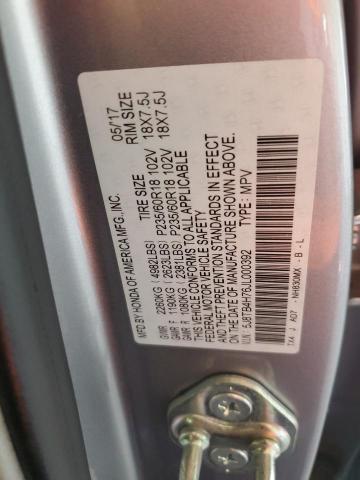 MFD. BY HONDA OF AMERICA MFG., INC. 05/17
TIRE SIZE RIM SIZE
GVWR 2260KG (4982LBS) P235/60R18 102V 18X7.5J
GAWR F 1190KG (2623LBS) P235/60R18 102V 18X7.5J
GAWR R 1080KG (2381LBS)
THIS VEHICLE CONFORMS TO ALL APPLICABLE
FEDERAL MOTOR VEHICLE SAFETY AND
THEFT PREVENTION STANDARDS IN EFFECT
ON THE DATE OF MANUFACTURE SHOWN ABOVE.
V.I.N: 5J8TB4H76JL000392 TYPE: MPV
TX4 J A07 NH830MX - B - L